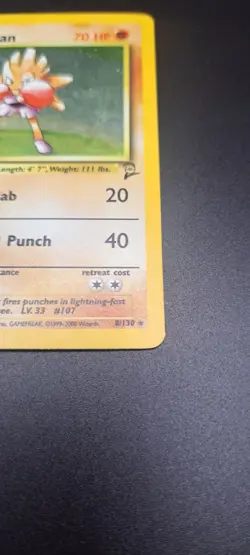 an 70 HP
Length: 4' 7", Weight: 111 lbs.
ab 20
Punch 40
tance retreat cost
fires punches in lightning-fast
ee. LV. 33 #107
GAMEFREAK. ©1999-2000 Wizards. 8/130